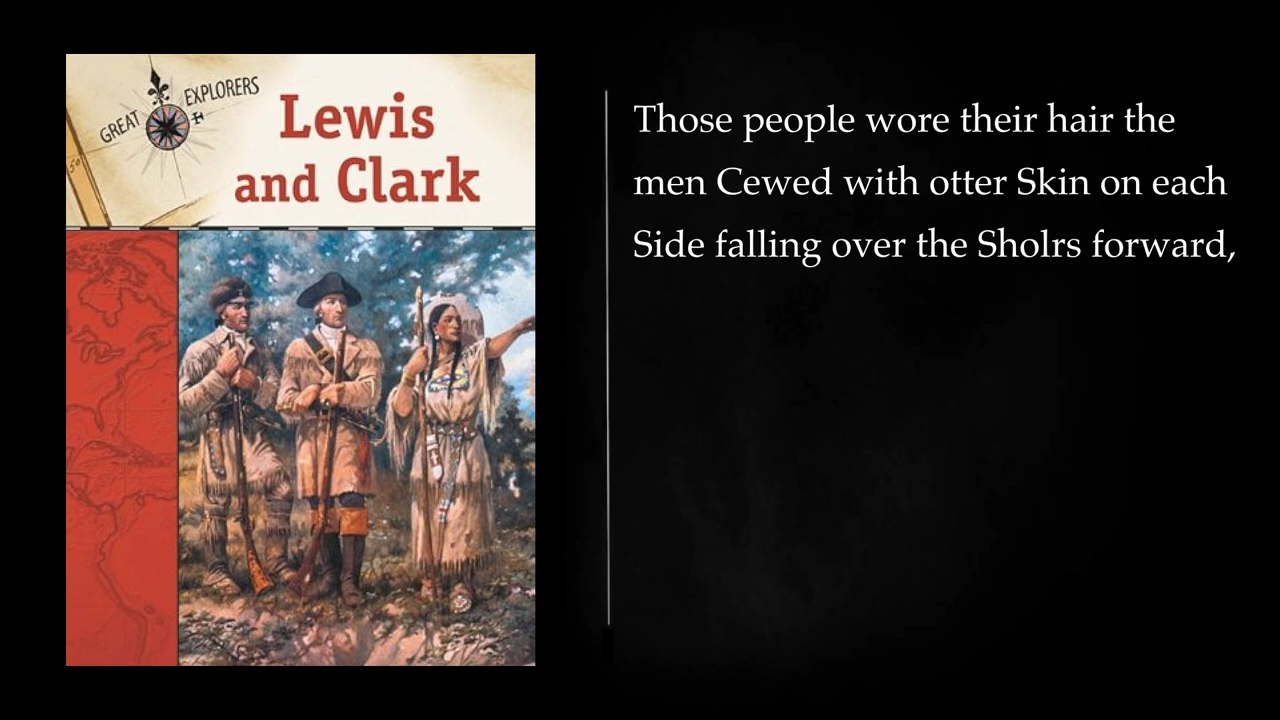 GREAT EXPLORERS
Lewis
and Clark
Those people wore their hair the
men Cewed with otter Skin on each
Side falling over the Sholrs forward,